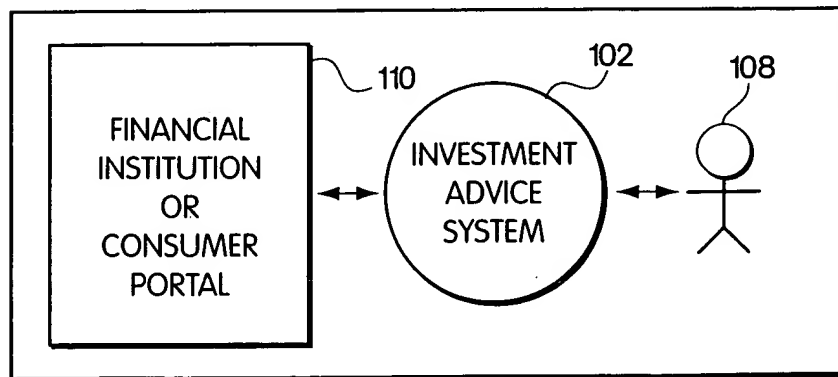 110
102
108
FINANCIAL
INSTITUTION
OR
CONSUMER
PORTAL
INVESTMENT
ADVICE
SYSTEM